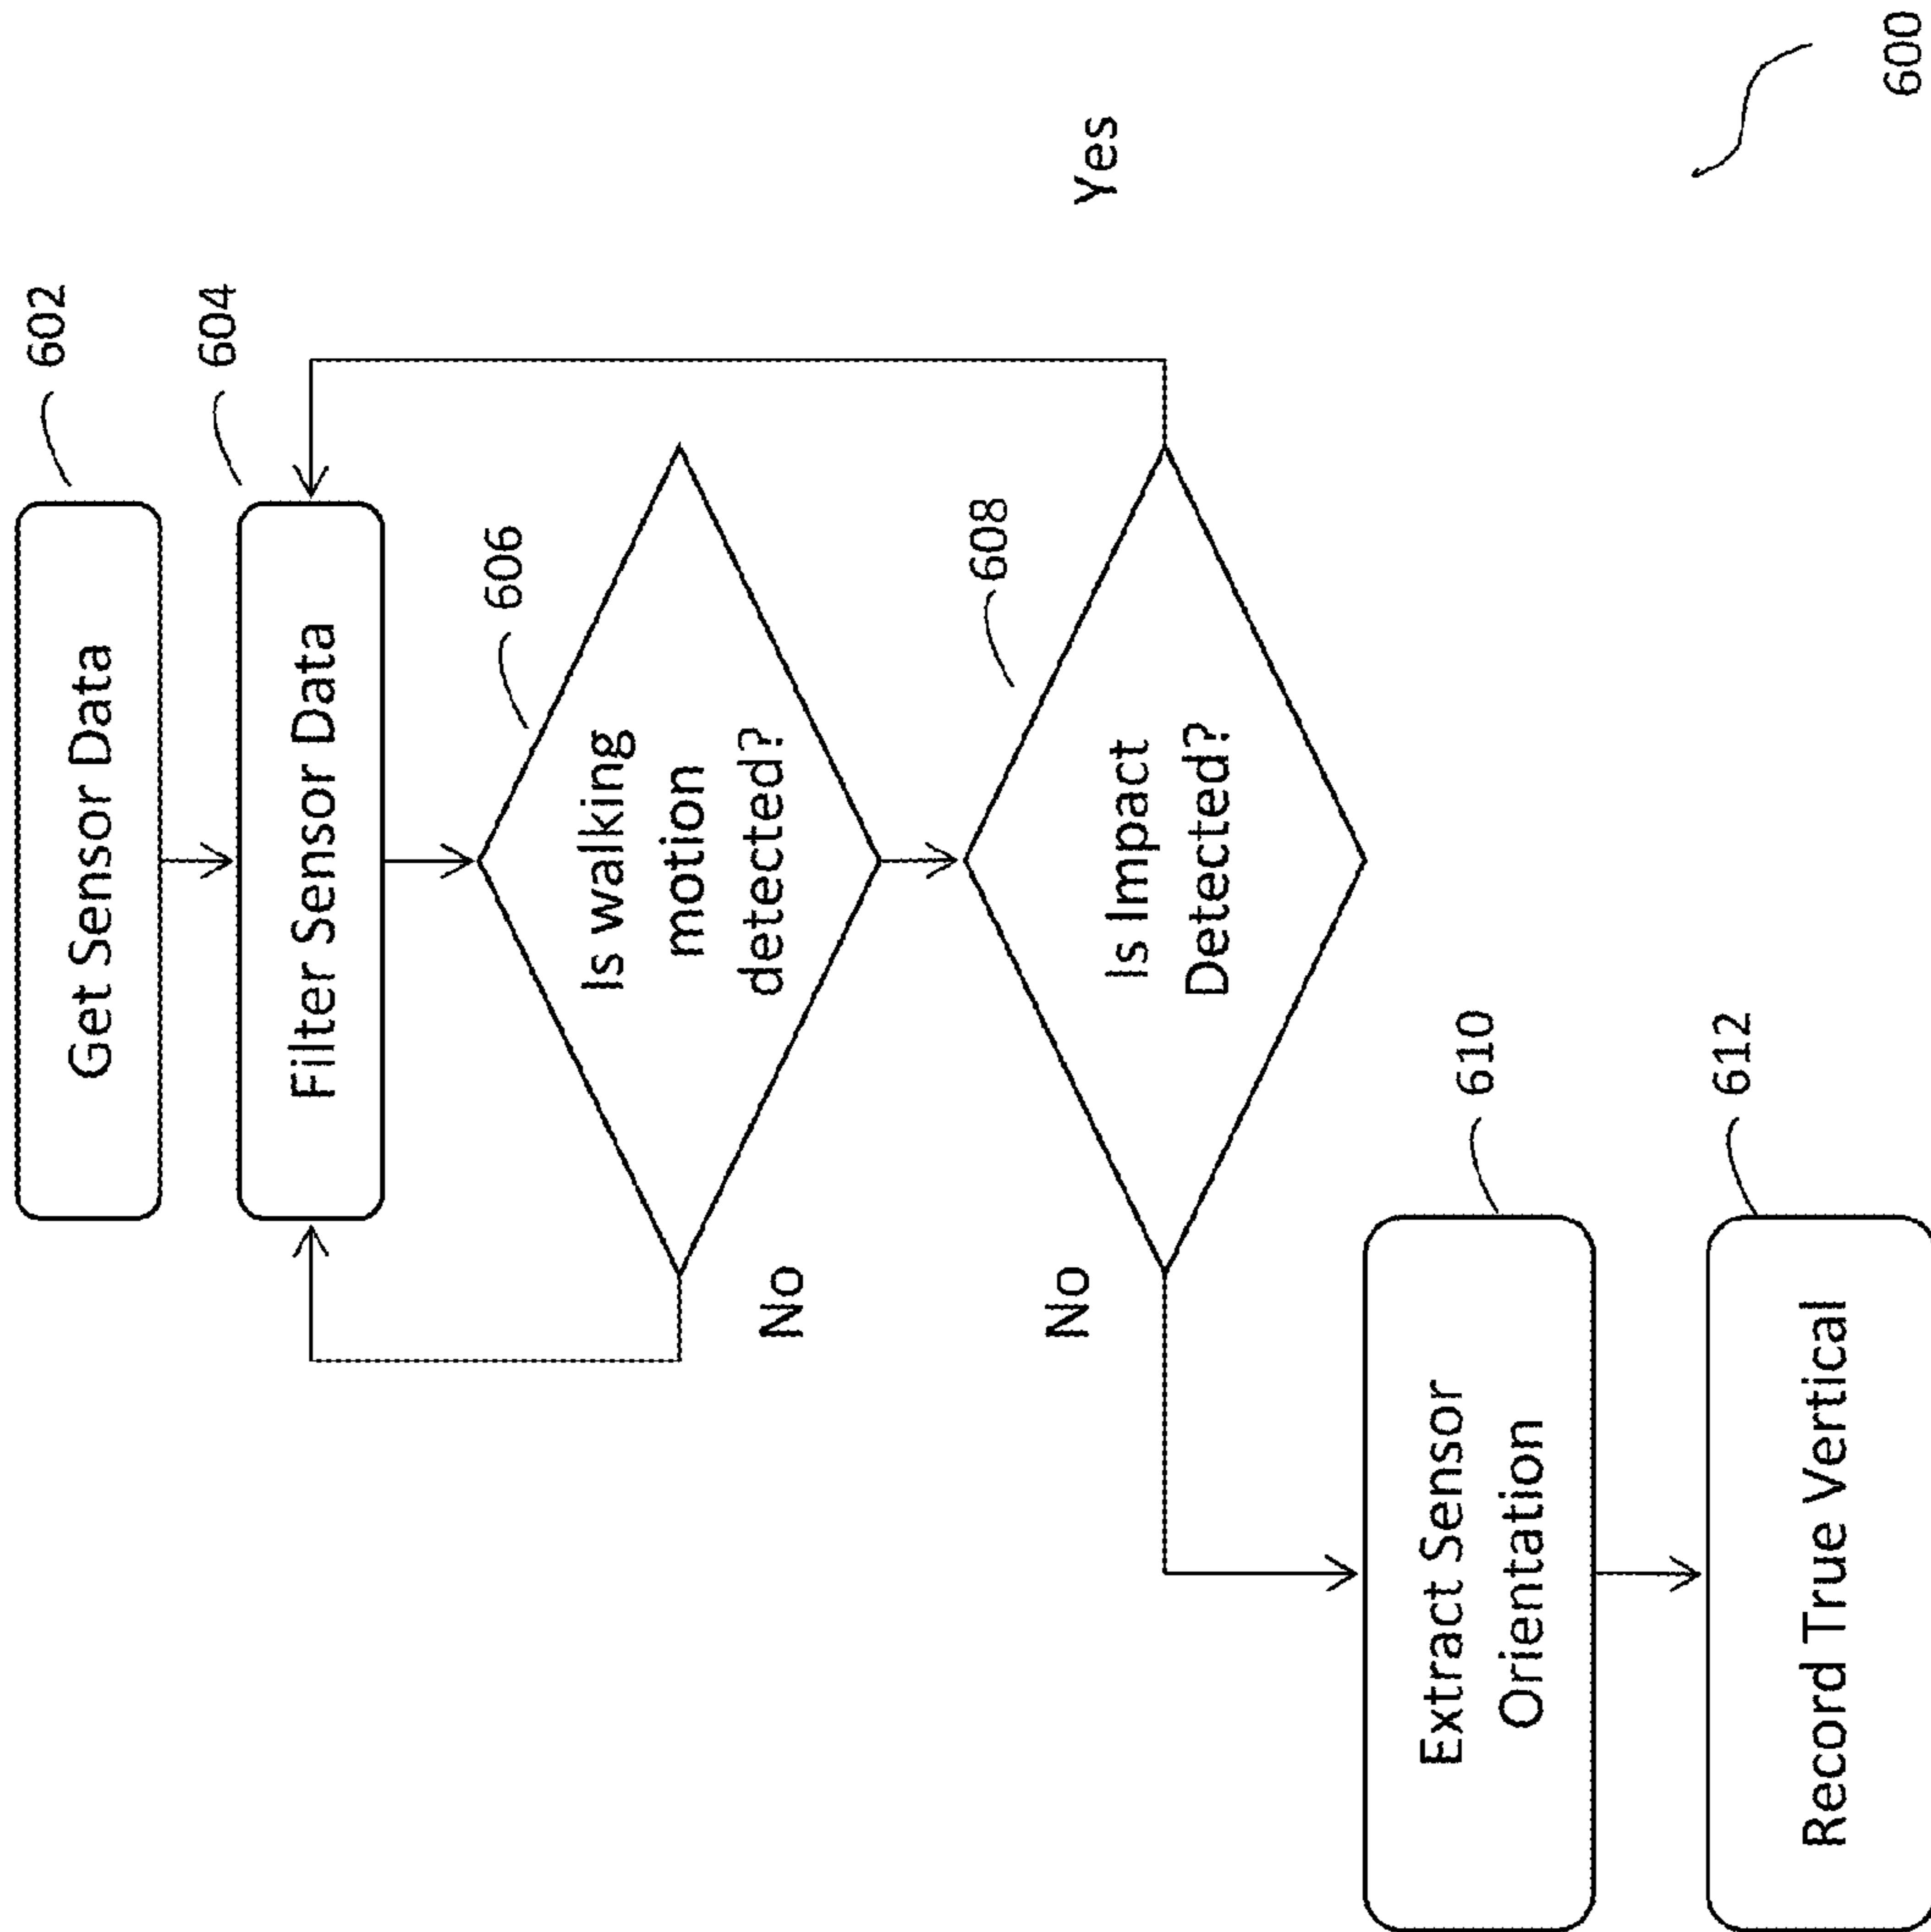 602
Get Sensor Data
604
Filter Sensor Data
606
Is walking
motion
detected?
No
608
Is Impact
Detected?
No
Yes
610
Extract Sensor
Orientation
612
Record True Vertical
600